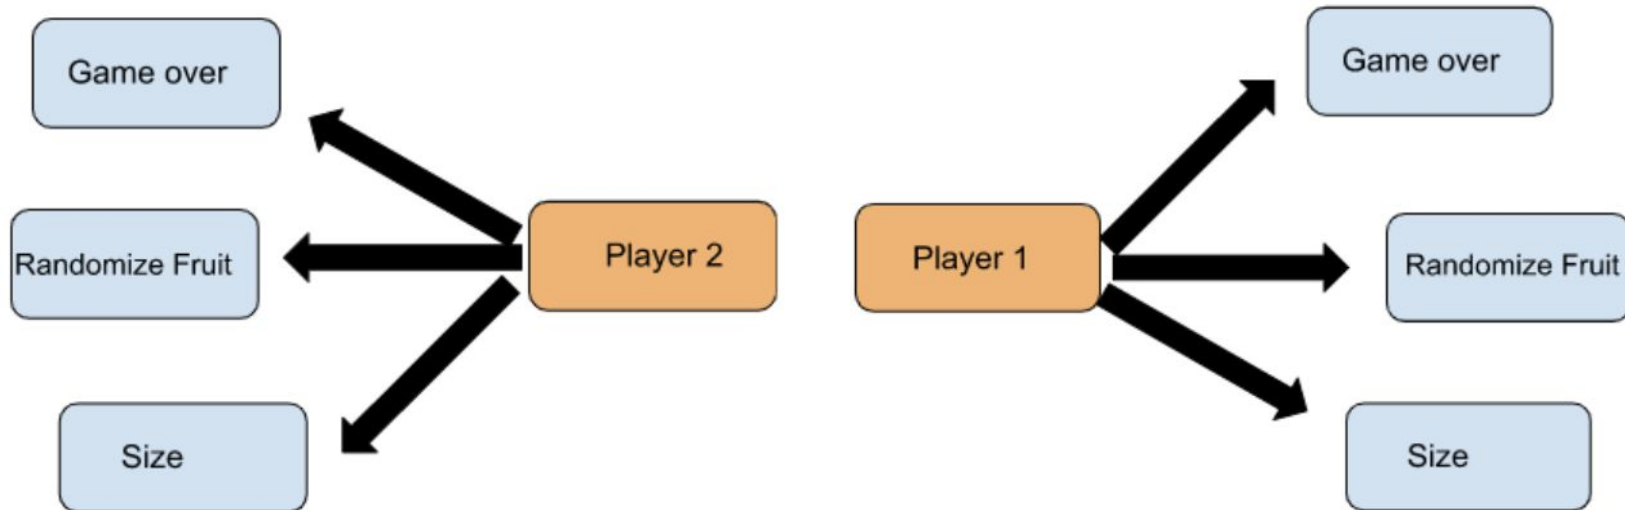 Game over
Game over
Player 2
Player 1
Randomize Fruit
Randomize Fruit
Size
Size